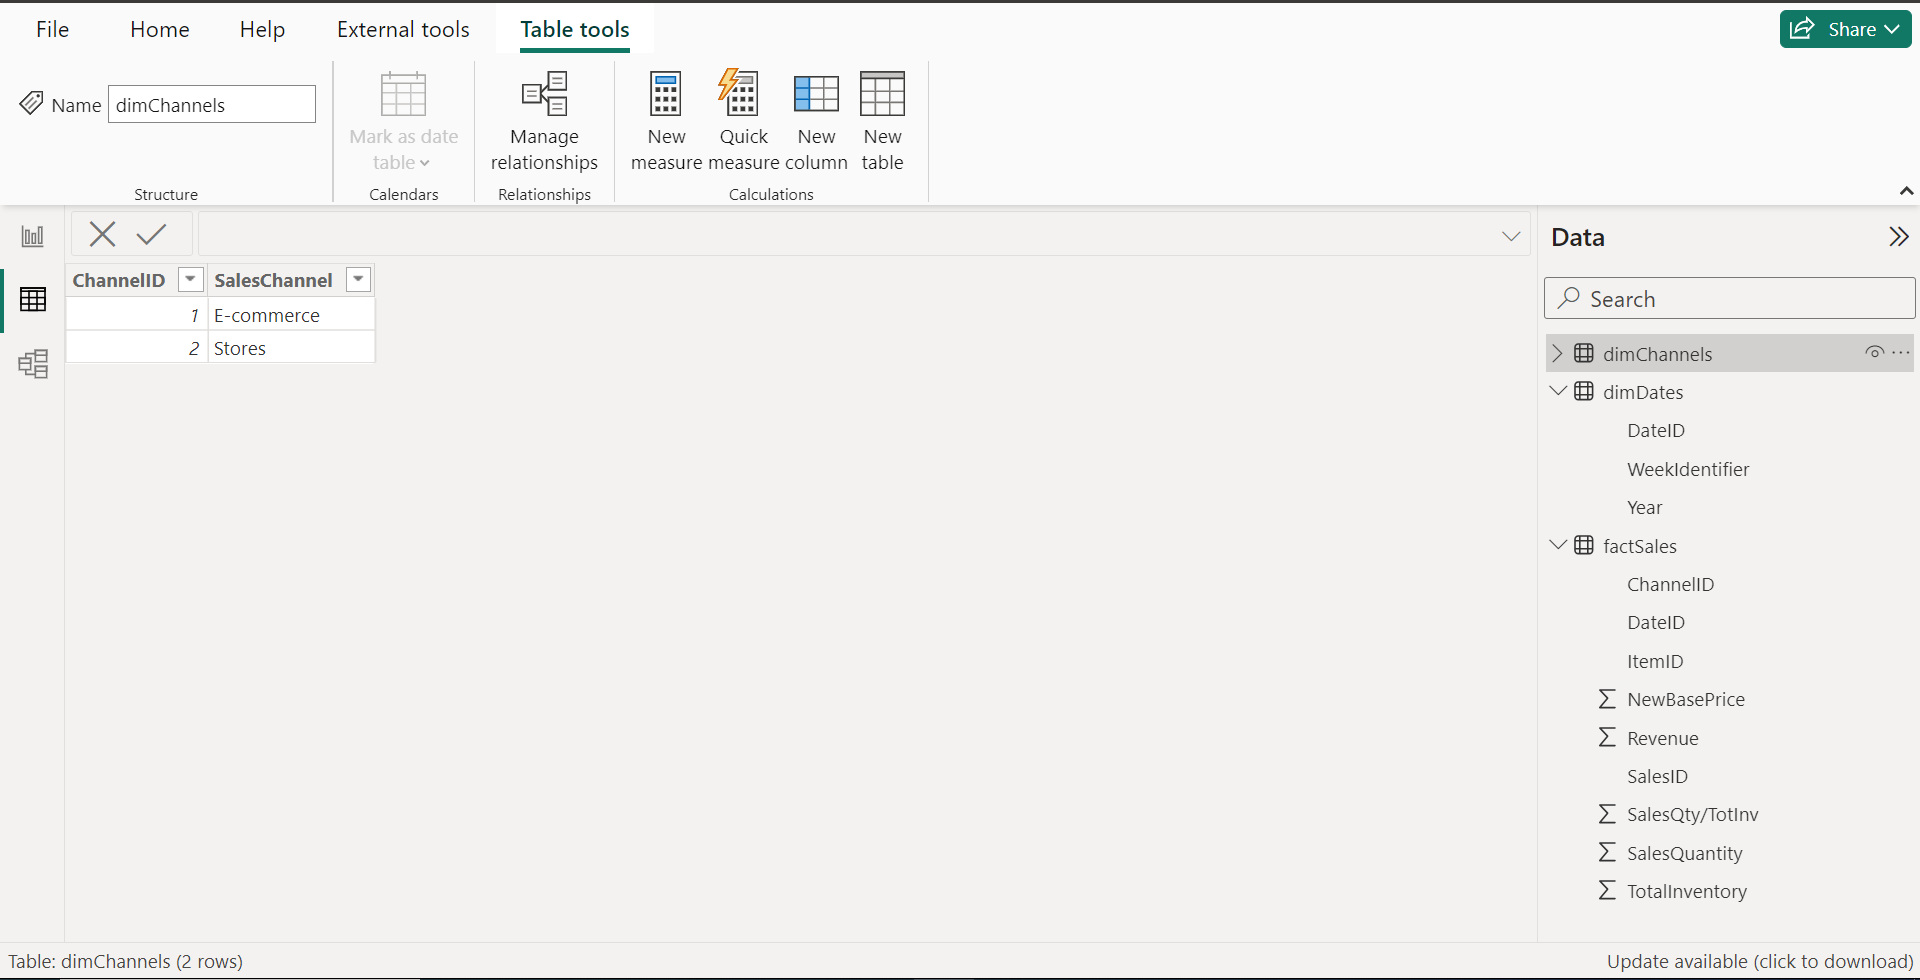 File Home Help External tools Table tools Share
Name dimChannels
Mark as date
table
Manage
relationships
New
measure
Quick
measure
New
column
New
table
Structure Calendars Relationships Calculations
ChannelID SalesChannel
1 E-commerce
2 Stores
Data
Search
dimChannels
dimDates
DateID
WeekIdentifier
Year
factSales
ChannelID
DateID
ItemID
NewBasePrice
Revenue
SalesID
SalesQty/TotInv
SalesQuantity
TotalInventory
Table: dimChannels (2 rows) Update available (click to download)